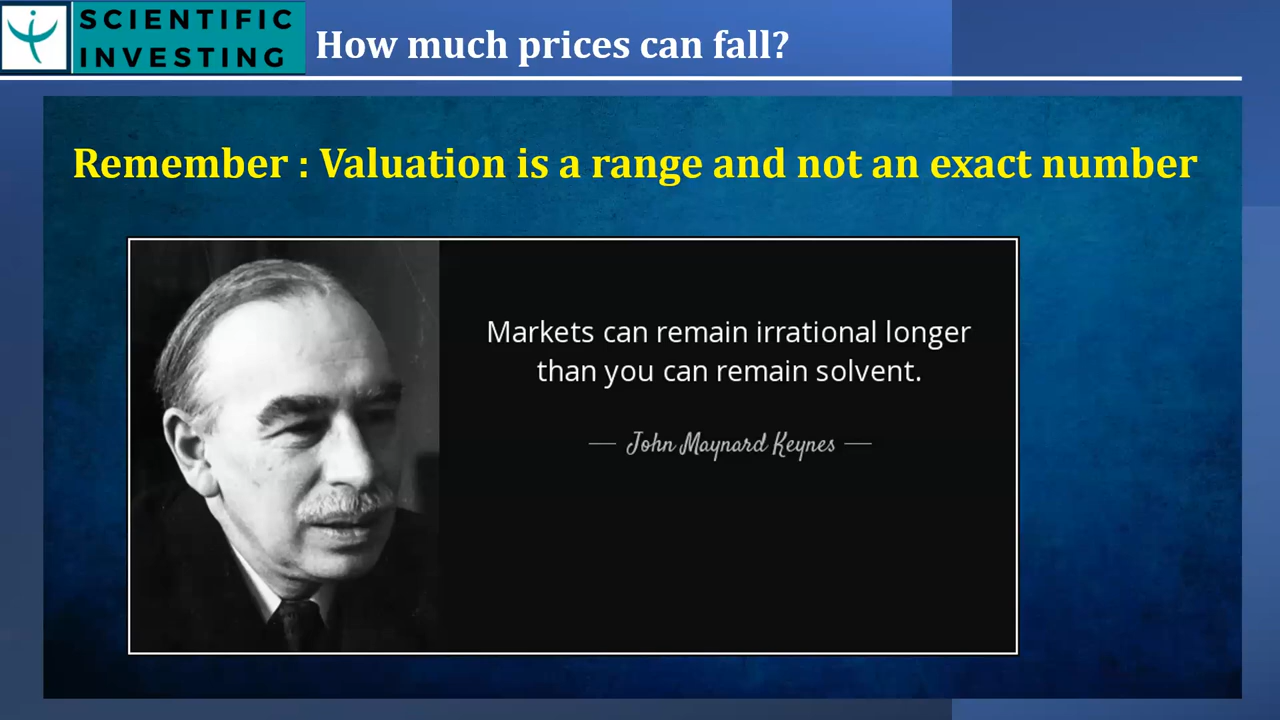 SCIENTIFIC
INVESTING
How much prices can fall?
Remember : Valuation is a range and not an exact number
Markets can remain irrational longer
than you can remain solvent.
— John Maynard Keynes —